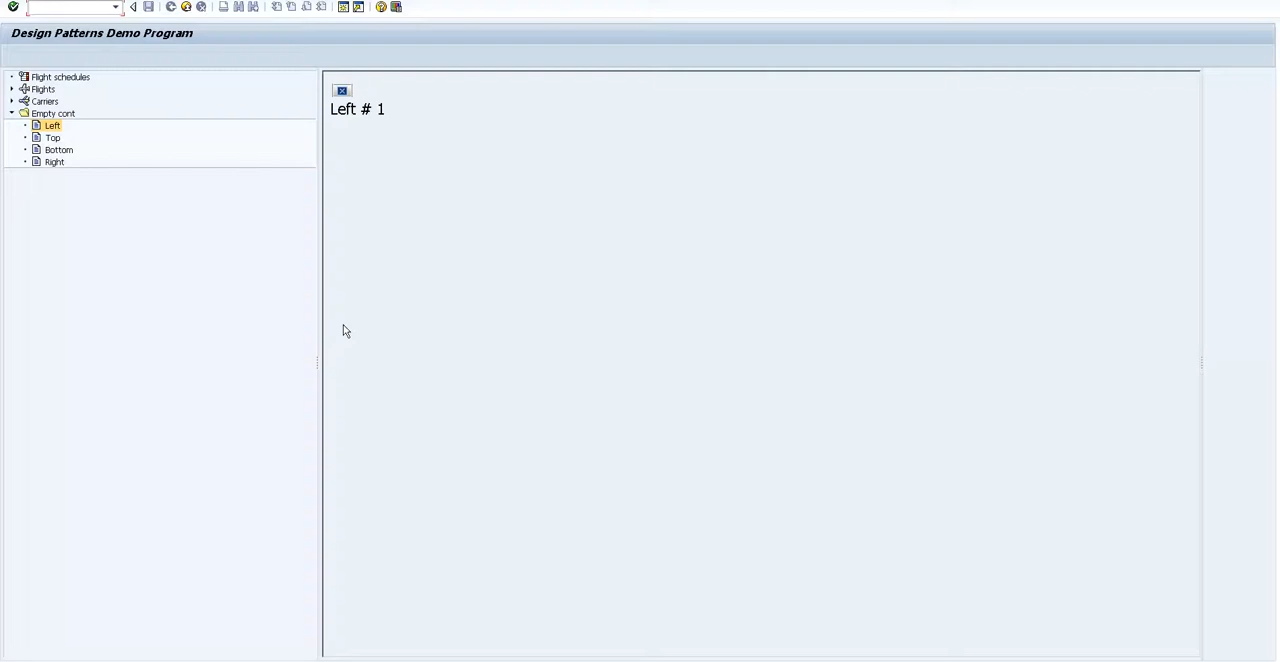 Design Patterns Demo Program
Flight schedules
Flights
Carriers
Empty cont
Left
Top
Bottom
Right
Left # 1